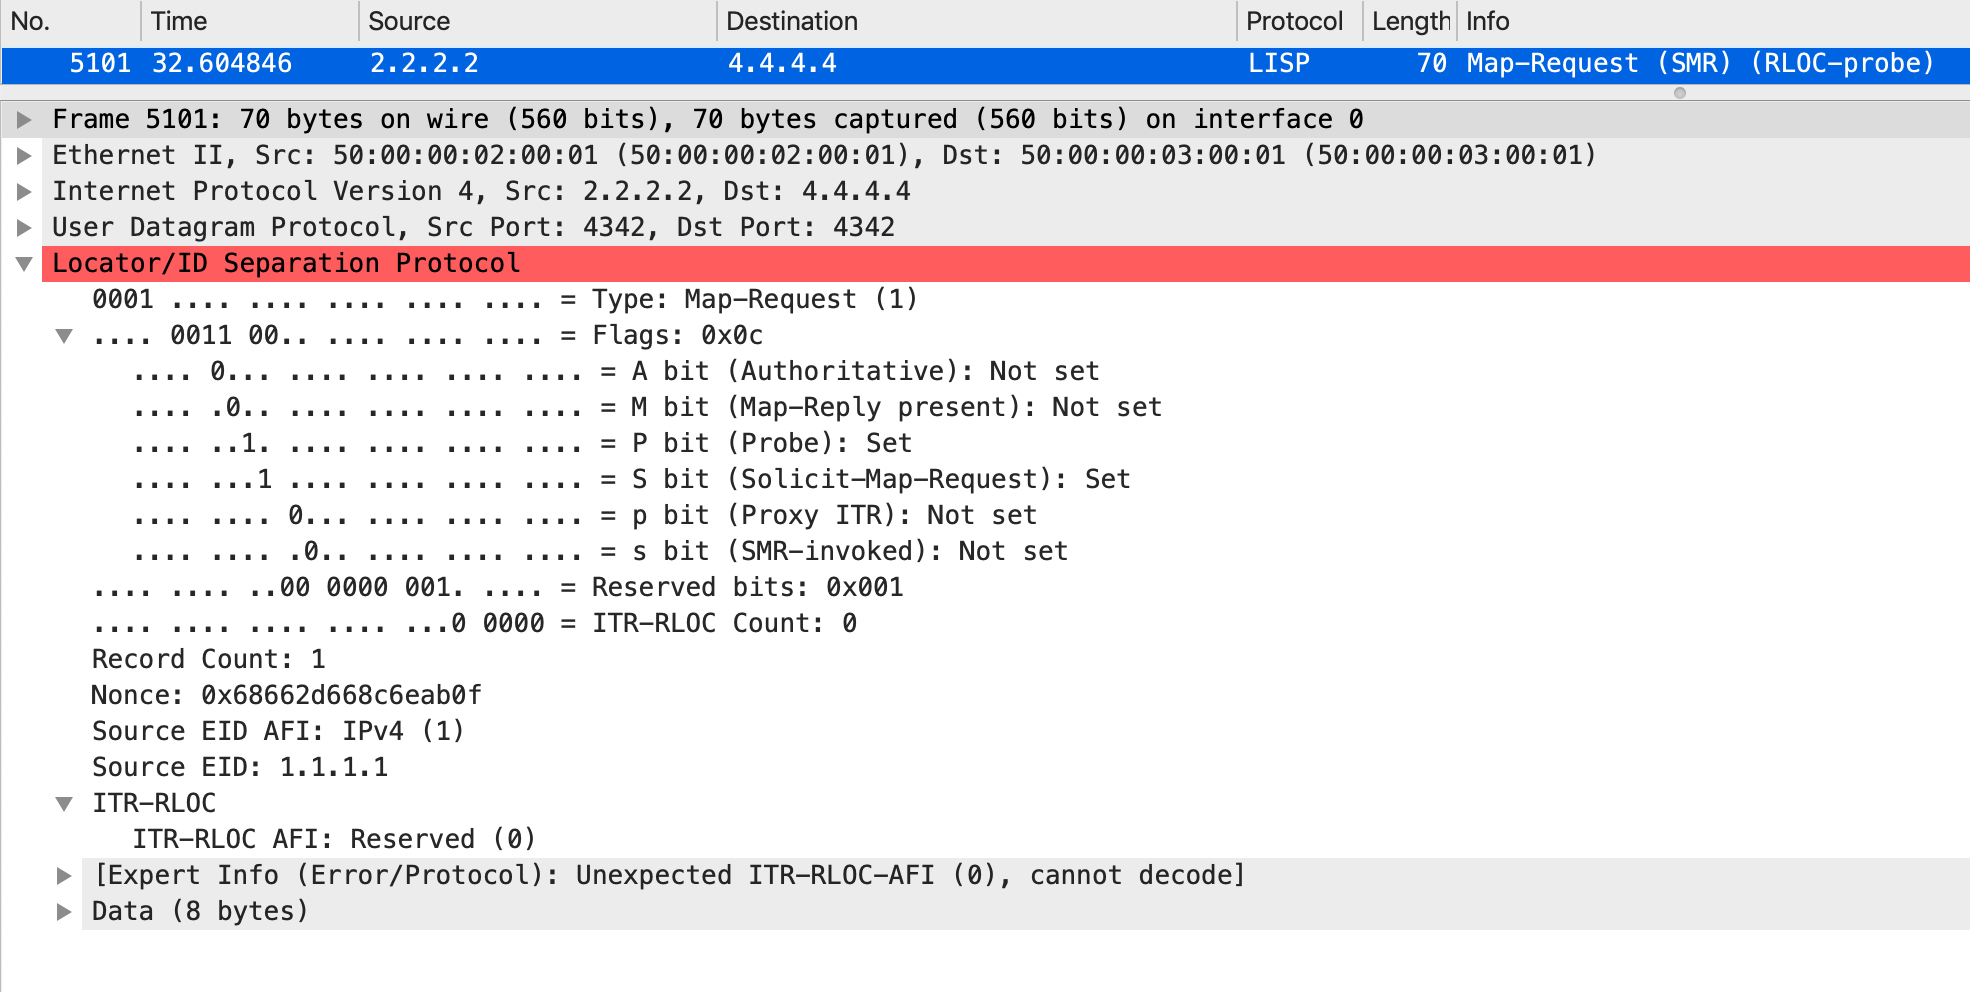 No. Time Source Destination Protocol Length Info
5101 32.604846 2.2.2.2 4.4.4.4 LISP 70 Map-Request (SMR) (RLOC-probe)
Frame 5101: 70 bytes on wire (560 bits), 70 bytes captured (560 bits) on interface 0
Ethernet II, Src: 50:00:00:02:00:01 (50:00:00:02:00:01), Dst: 50:00:00:03:00:01 (50:00:00:03:00:01)
Internet Protocol Version 4, Src: 2.2.2.2, Dst: 4.4.4.4
User Datagram Protocol, Src Port: 4342, Dst Port: 4342
Locator/ID Separation Protocol
0001 .... .... .... .... .... = Type: Map-Request (1)
.... 0011 00.. .... .... .... = Flags: 0x0c
.... 0... .... .... .... .... = A bit (Authoritative): Not set
.... .0.. .... .... .... .... = M bit (Map-Reply present): Not set
.... ..1. .... .... .... .... = P bit (Probe): Set
.... ...1 .... .... .... .... = S bit (Solicit-Map-Request): Set
.... .... 0... .... .... .... = p bit (Proxy ITR): Not set
.... .... .0.. .... .... .... = s bit (SMR-invoked): Not set
.... .... ..00 0000 001. .... = Reserved bits: 0x001
.... .... .... .... ...0 0000 = ITR-RLOC Count: 0
Record Count: 1
Nonce: 0x68662d668c6eab0f
Source EID AFI: IPv4 (1)
Source EID: 1.1.1.1
ITR-RLOC
ITR-RLOC AFI: Reserved (0)
[Expert Info (Error/Protocol): Unexpected ITR-RLOC-AFI (0), cannot decode]
Data (8 bytes)